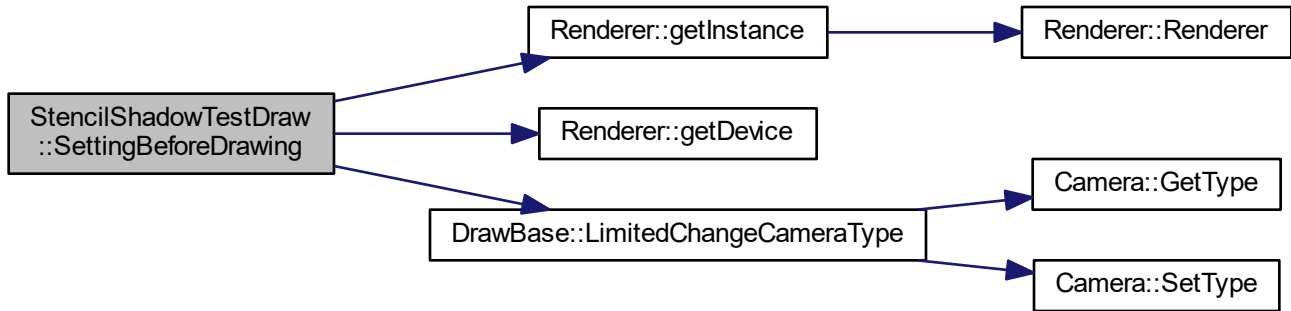 Renderer::getInstance
Renderer::Renderer
StencilShadowTestDraw
::SettingBeforeDrawing
Renderer::getDevice
Camera::GetType
DrawBase::LimitedChangeCameraType
Camera::SetType